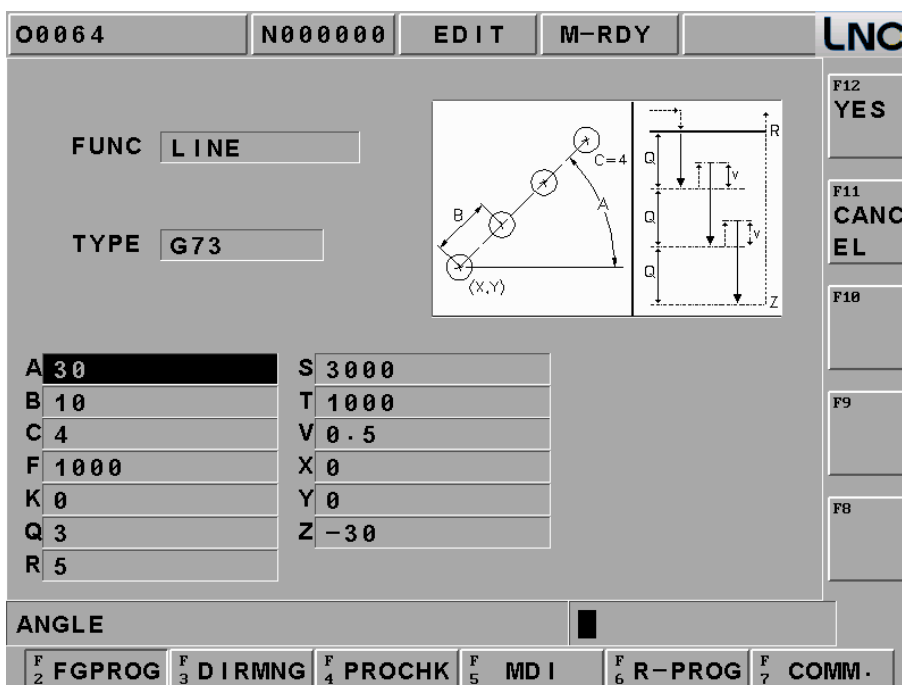 O0064 N000000 EDIT M-RDY LNC
F12
YES
FUNC LINE
C=4
B
A
(X,Y)
R
Q
V
Q
V
Q
Z
F11
CANC
EL
TYPE G73
F10
A 30 S 3000
B 10 T 1000
C 4 V 0.5
F 1000 X 0
K 0 Y 0
Q 3 Z -30
R 5
F9
F8
ANGLE
F2 FGPROG F3 DIRMNG F4 PROCHK F5 MDI F6 R-PROG F7 COMM.